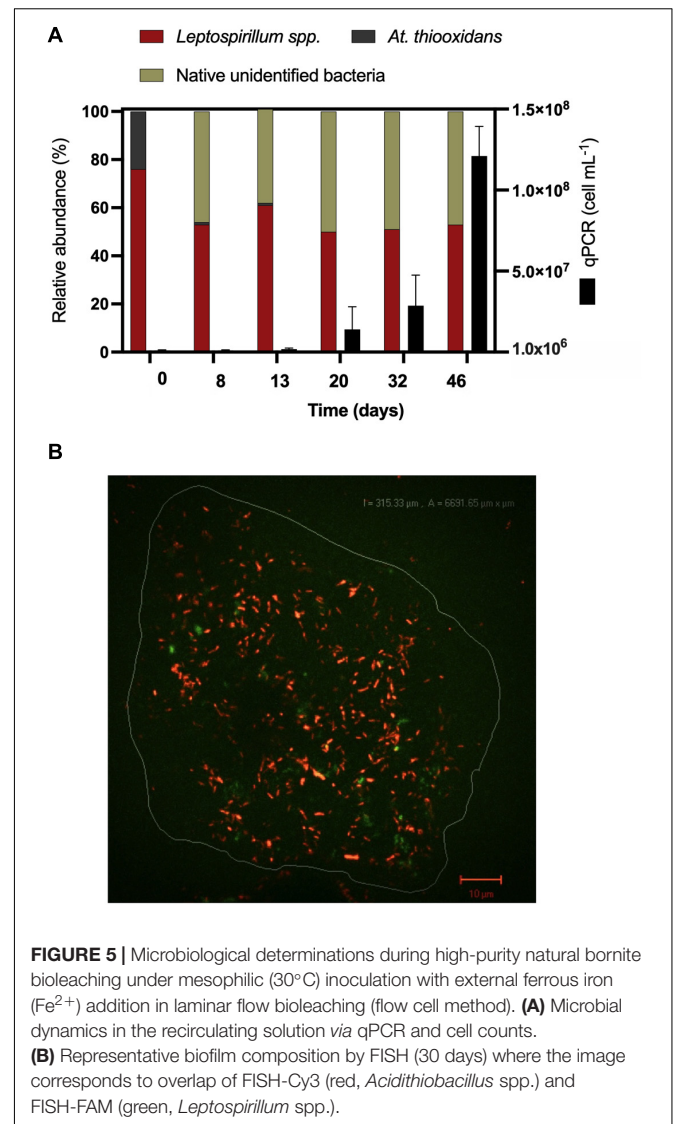 A
Leptospirillum spp.
At. thiooxidans
Native unidentified bacteria
Relative abundance (%)
100
80
60
40
20
0
1.5×10⁸
1.0×10⁸
5.0×10⁷
1.0x10⁶
qPCR (cell mL⁻¹)
0 8 13 20 32 46
Time (days)
B
A = 6691.65 µm x µm
10 µm
FIGURE 5 | Microbiological determinations during high-purity natural bornite
bioleaching under mesophilic (30°C) inoculation with external ferrous iron
(Fe²⁺) addition in laminar flow bioleaching (flow cell method). (A) Microbial
dynamics in the recirculating solution via qPCR and cell counts.
(B) Representative biofilm composition by FISH (30 days) where the image
corresponds to overlap of FISH-Cy3 (red, Acidithiobacillus spp.) and
FISH-FAM (green, Leptospirillum spp.).